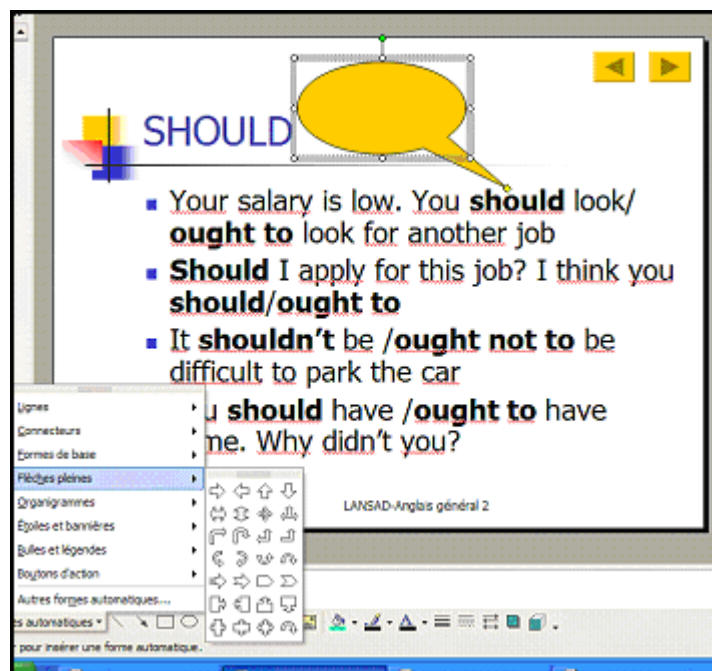 SHOULD
Your salary is low. You should look/
ought to look for another job
Should I apply for this job? I think you
should/ought to
It shouldn't be /ought not to be
difficult to park the car
should have /ought to have
Why didn't you?
LANSAD-Anglais général 2
Lignes
Connecteurs
Formes de base
Flèches pleines
Organigrammes
Étoiles et bannières
Bulles et légendes
Boutons d'action
Autres formes automatiques...
automatiques
pour insérer une forme automatique.